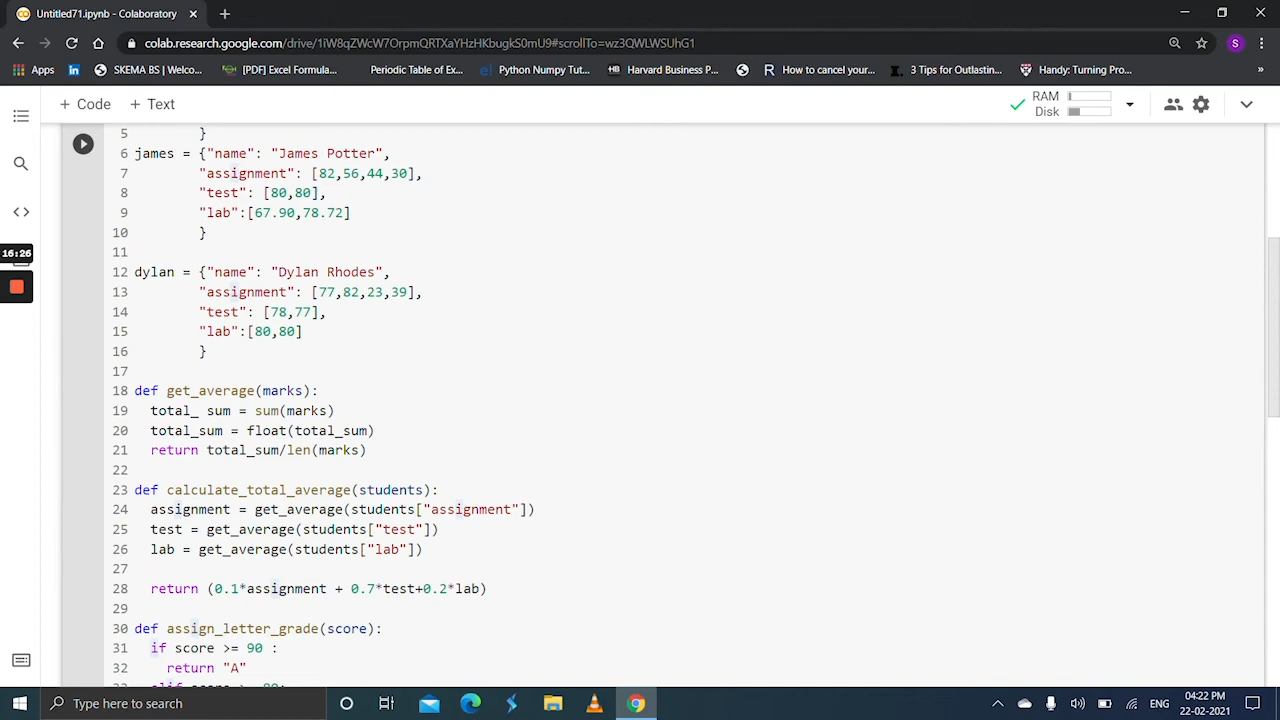 Untitled71.ipynb - Colaboratory
colab.research.google.com/drive/1iW8qZWcW7OrpmQRTXaYHzHKbugkS0mU9#scrollTo=wz3QWLWSUhG1
S
Apps
SKEMA BS | Welco...
[PDF] Excel Formula...
Periodic Table of Ex...
Python Numpy Tut...
HB Harvard Business P...
R How to cancel your...
3 Tips for Outlastin...
Handy: Turning Pro...
»
+ Code + Text
RAM
Disk
16:26
5 }
6 james = {"name": "James Potter",
7 "assignment": [82,56,44,30],
8 "test": [80,80],
9 "lab":[67.90,78.72]
10 }
11
12 dylan = {"name": "Dylan Rhodes",
13 "assignment": [77,82,23,39],
14 "test": [78,77],
15 "lab":[80,80]
16 }
17
18 def get_average(marks):
19 total_ sum = sum(marks)
20 total_sum = float(total_sum)
21 return total_sum/len(marks)
22
23 def calculate_total_average(students):
24 assignment = get_average(students["assignment"])
25 test = get_average(students["test"])
26 lab = get_average(students["lab"])
27
28 return (0.1*assignment + 0.7*test+0.2*lab)
29
30 def assign_letter_grade(score):
31 if score >= 90 :
32 return "A"
Type here to search
ENG
04:22 PM
22-02-2021